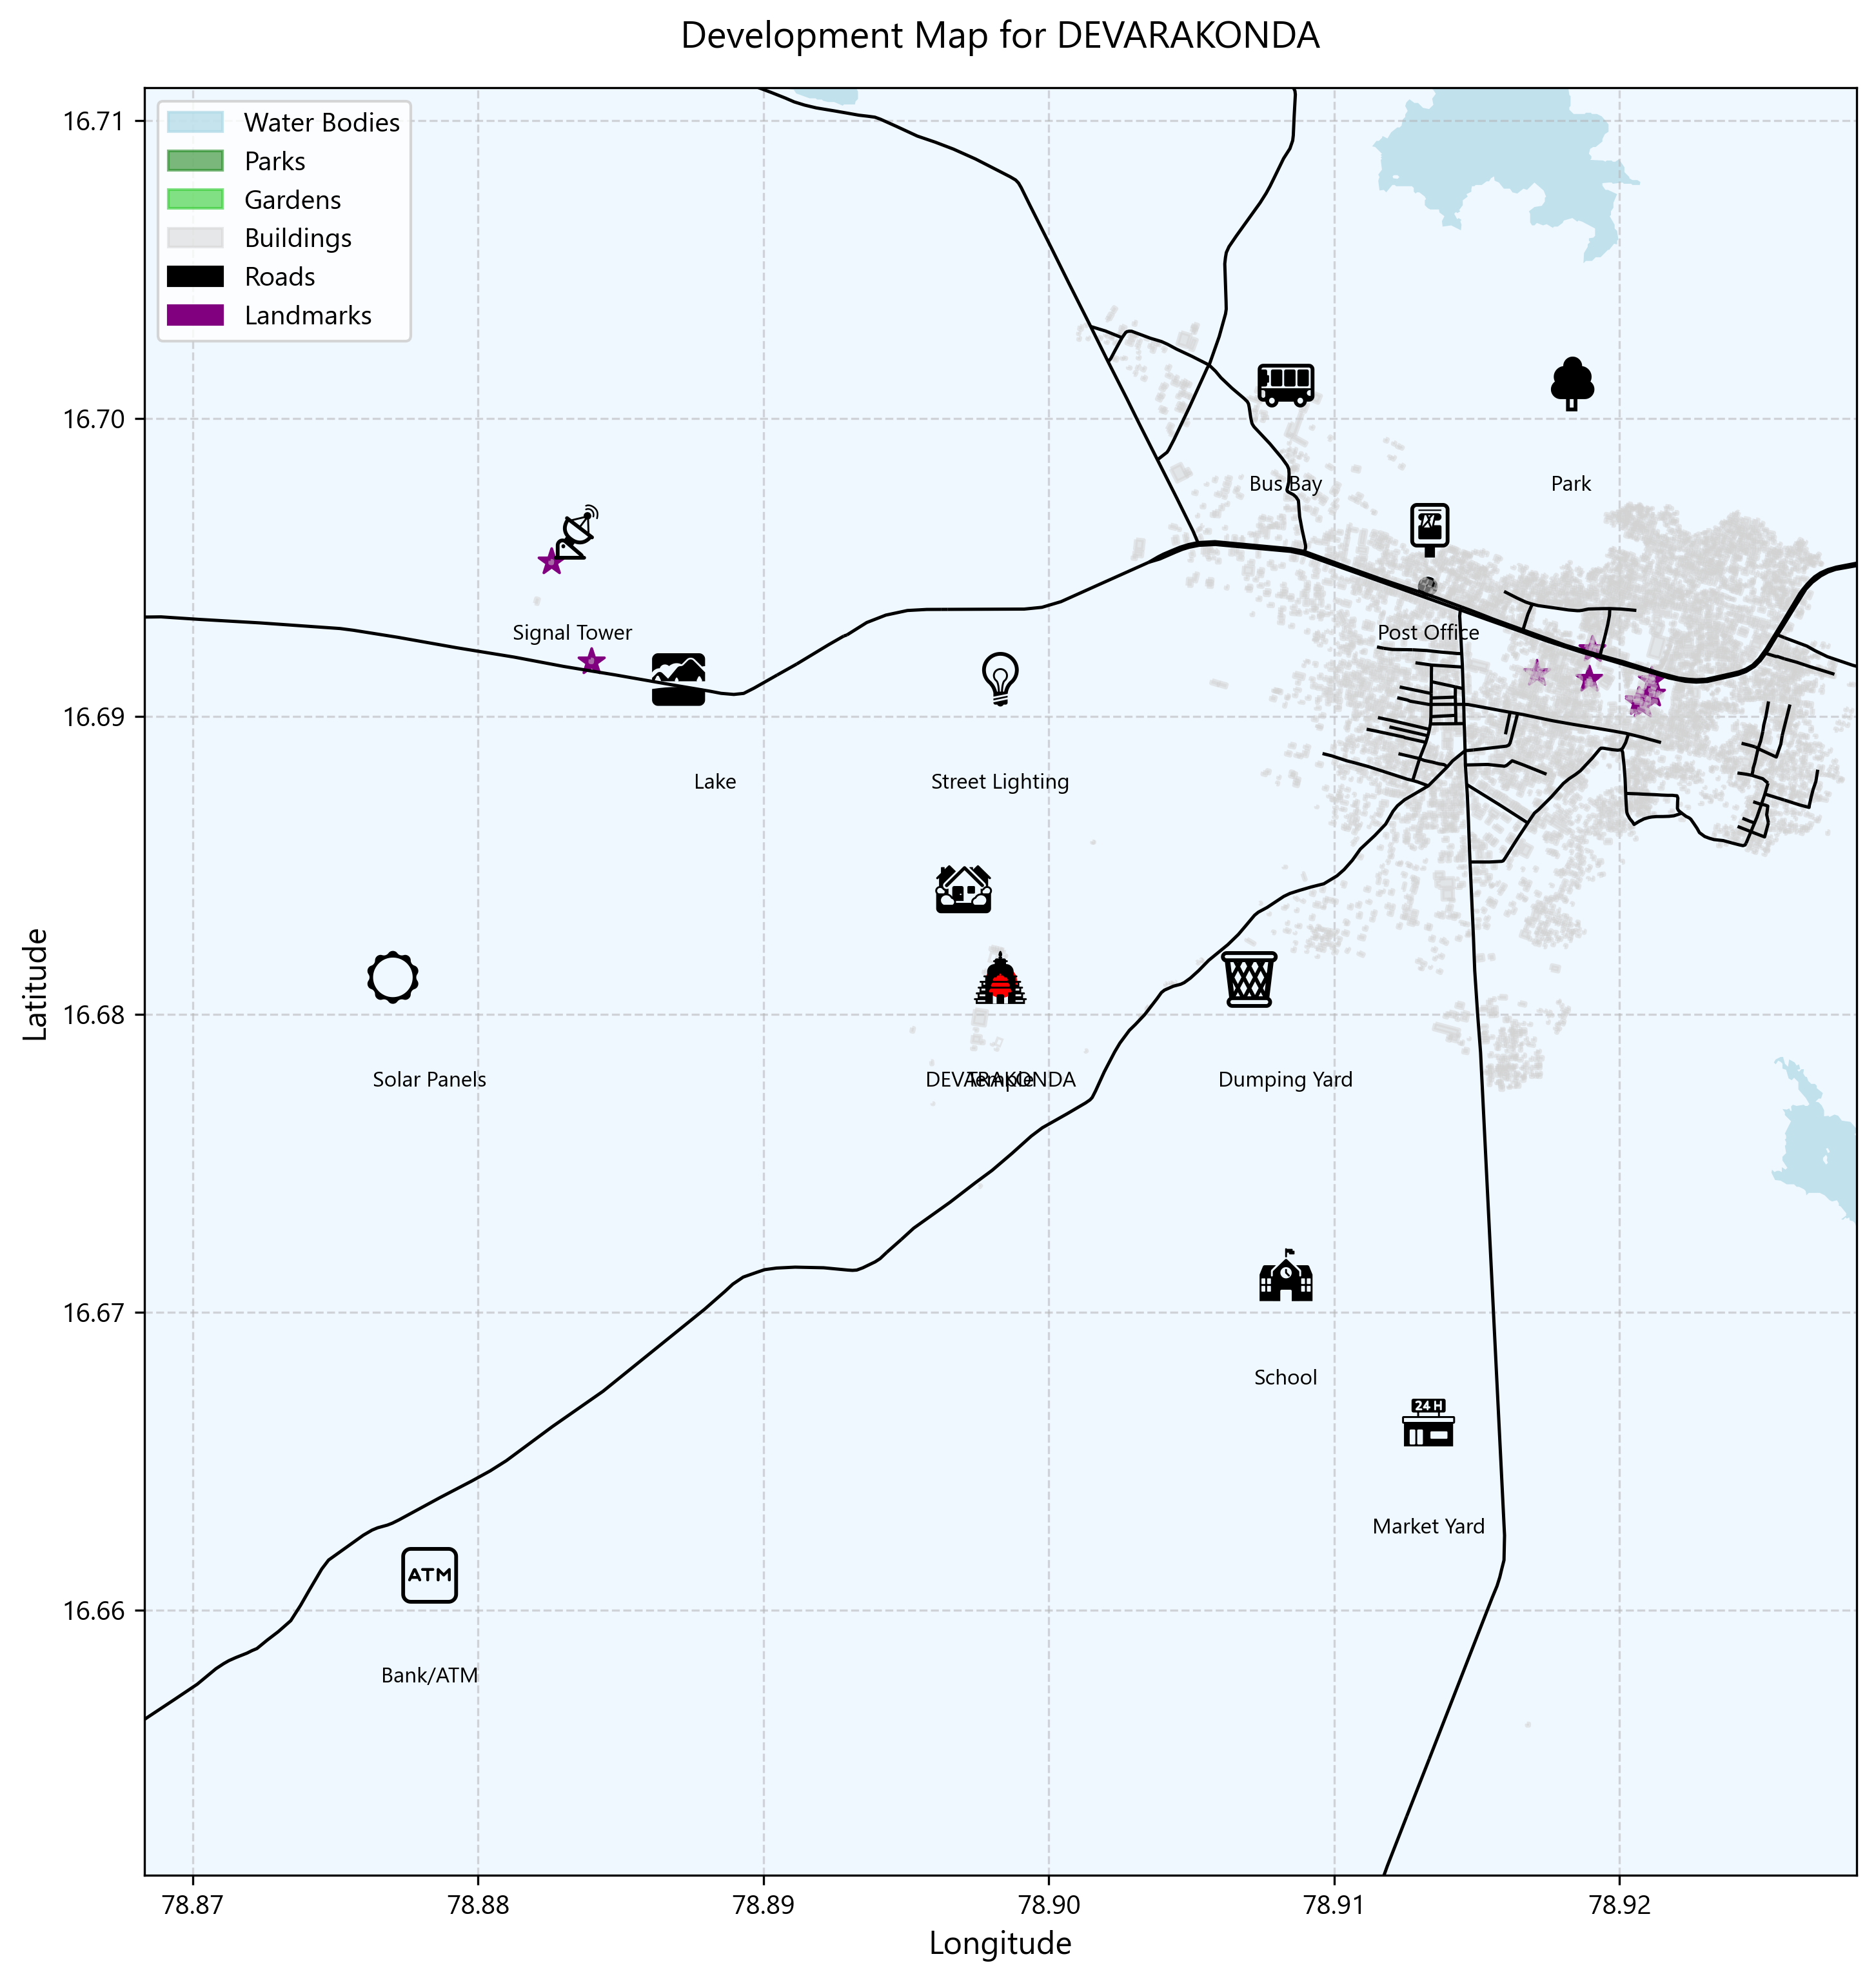 Development Map for DEVARAKONDA
Water Bodies
Parks
Gardens
Buildings
Roads
Landmarks
16.71
16.70
16.69
16.68
16.67
16.66
Latitude
Bus Bay
Park
Signal Tower
Post Office
Lake
Street Lighting
Solar Panels
DEVARAKONDA
Temple
Dumping Yard
School
24 H
Market Yard
ATM
Bank/ATM
78.87
78.88
78.89
78.90
78.91
78.92
Longitude